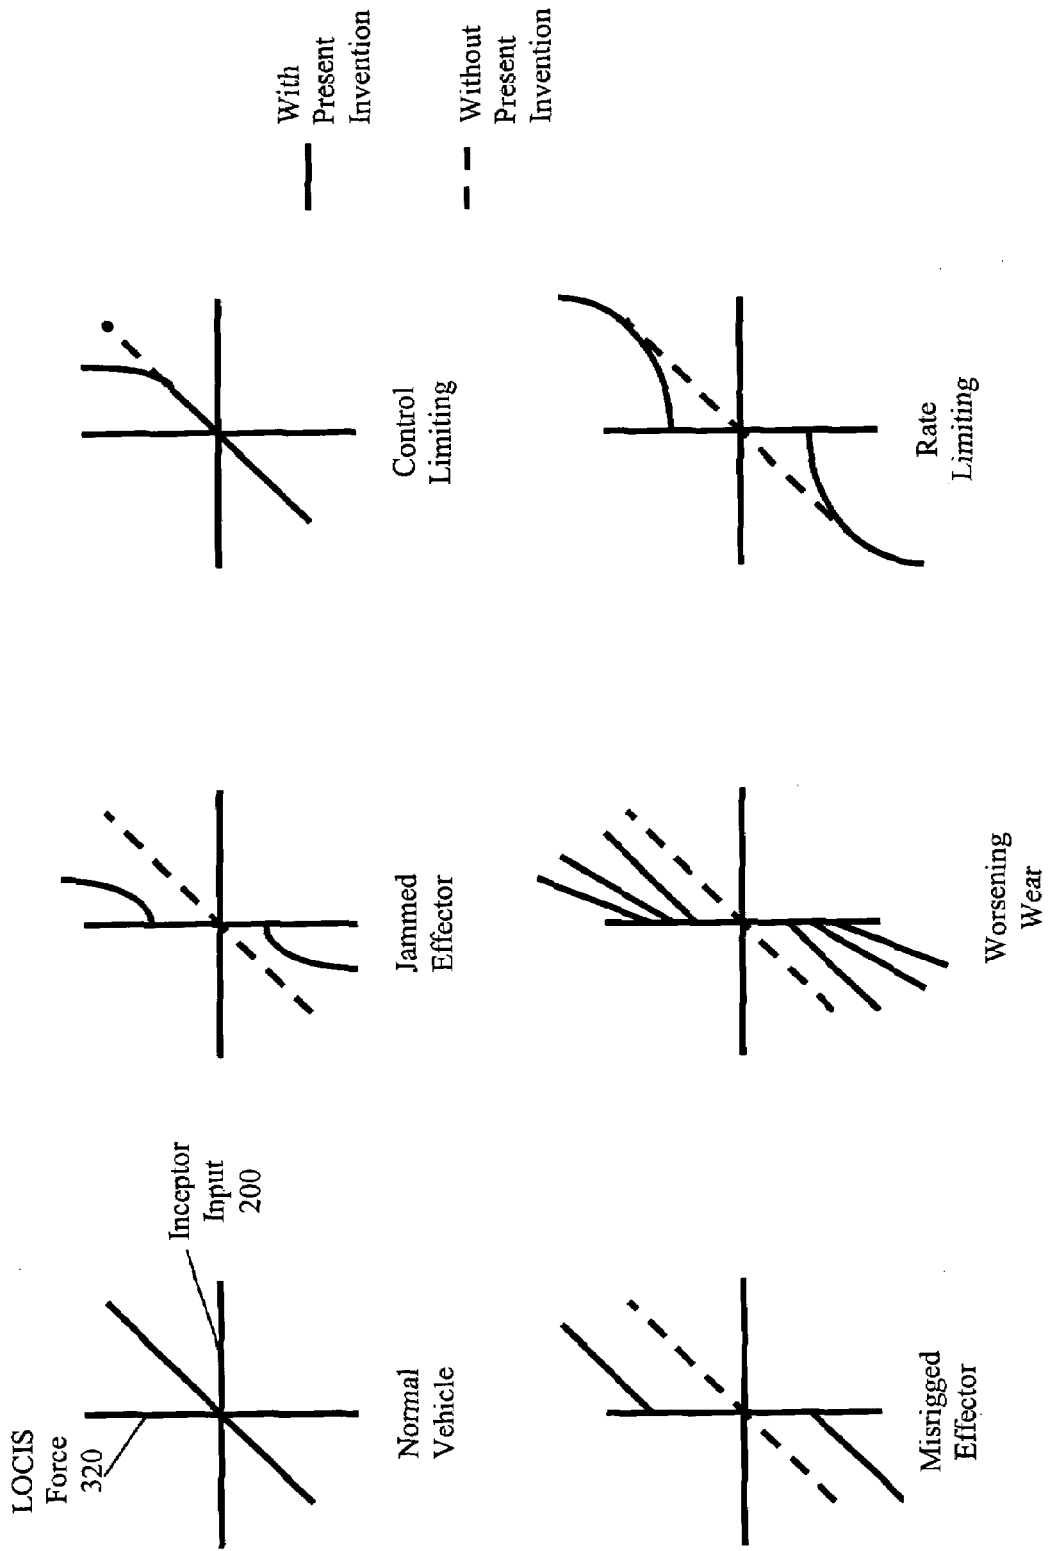 LOCIS
Force
320
Inceptor
Input
200
Normal
Vehicle
Jammed
Effector
Control
Limiting
With
Present
Invention
Without
Present
Invention
Misrigged
Effector
Worsening
Wear
Rate
Limiting